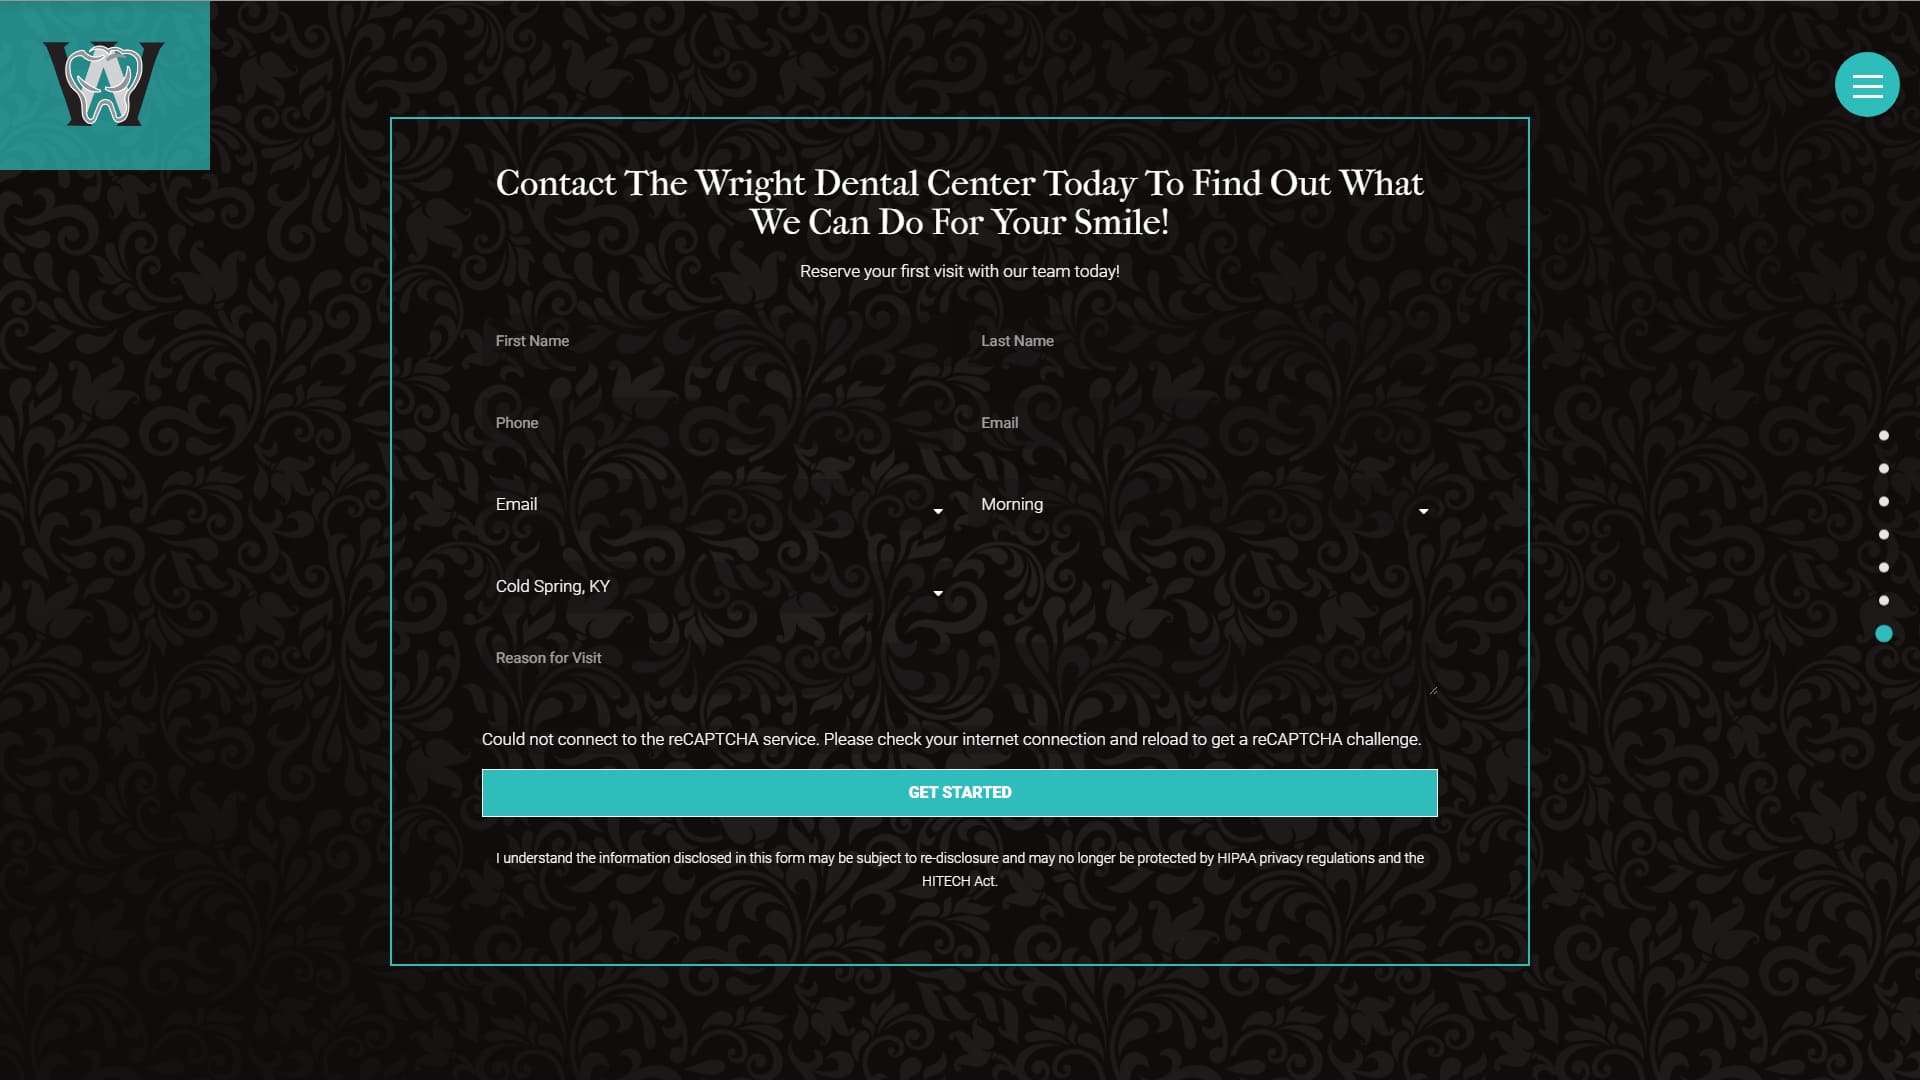 W
Contact The Wright Dental Center Today To Find Out What
We Can Do For Your Smile!
Reserve your first visit with our team today!
First Name
Last Name
Phone
Email
Email
Morning
Cold Spring, KY
Reason for Visit
Could not connect to the reCAPTCHA service. Please check your internet connection and reload to get a reCAPTCHA challenge.
GET STARTED
I understand the information disclosed in this form may be subject to re-disclosure and may no longer be protected by HIPAA privacy regulations and the
HITECH Act.